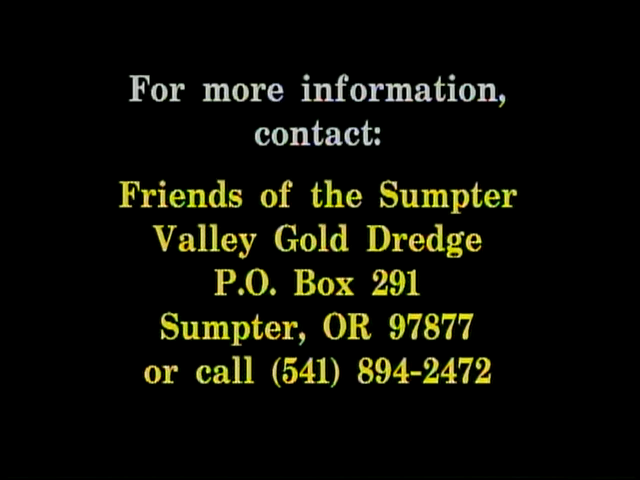 For more information,
contact:
Friends of the Sumpter
Valley Gold Dredge
P.O. Box 291
Sumpter, OR 97877
or call (541) 894-2472